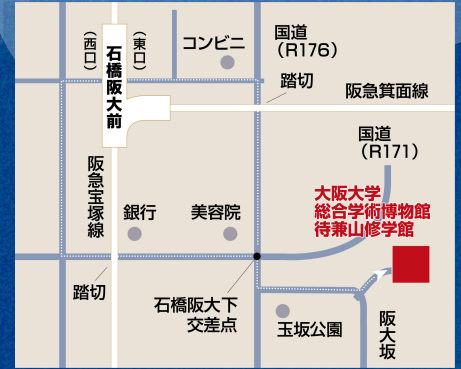 （西口）
石橋阪大前
（東口）
コンビニ
国道
（R176）
踏切
阪急箕面線
国道
（R171）
阪急宝塚線
銀行
美容院
大阪大学
総合学術博物館
待兼山修学館
踏切
石橋阪大下
交差点
玉坂公園
阪大坂